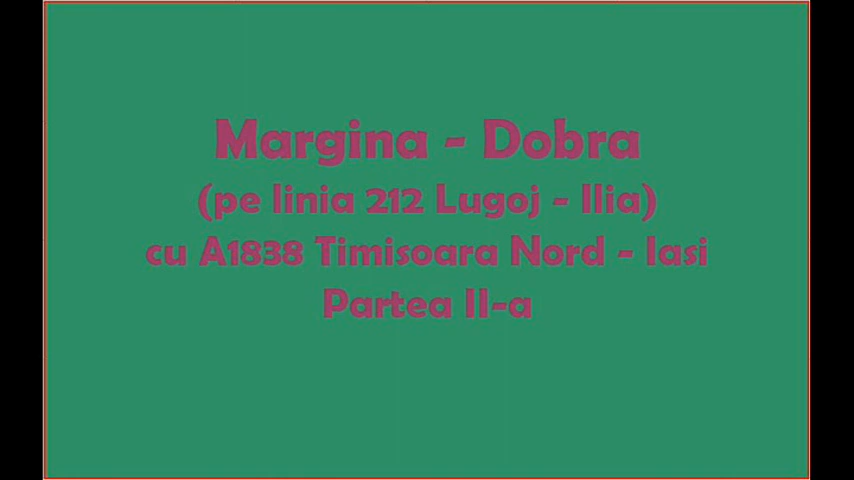 Margina - Dobra
(pe linia 212 Lugoj - Ilia)
cu A1838 Timisoara Nord - Iasi
Partea II-a